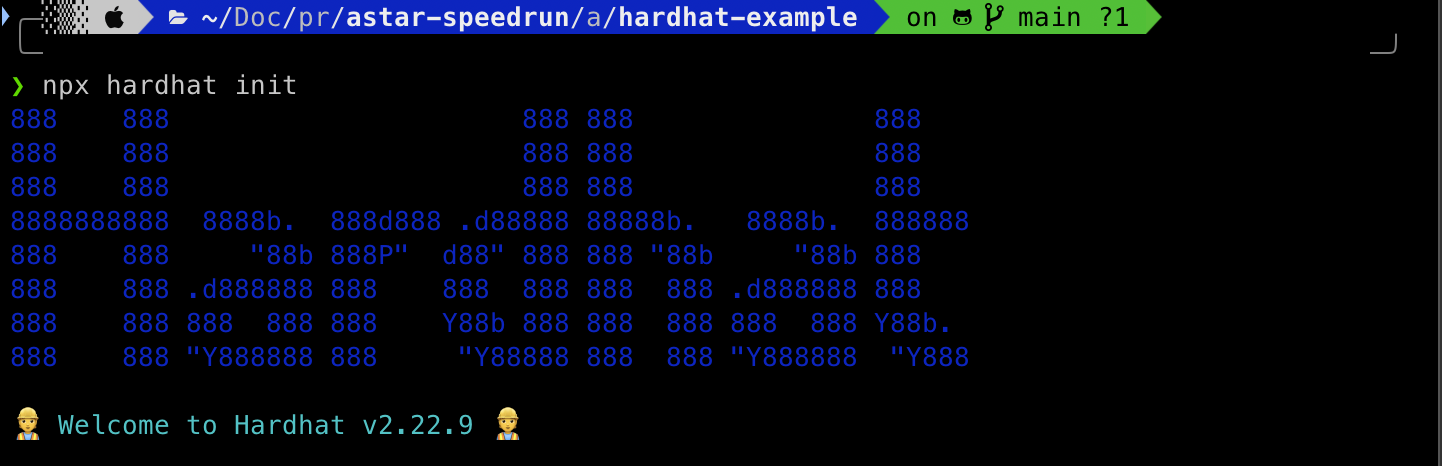 ~/Doc/pr/astar-speedrun/a/hardhat-example on main ?1
❯ npx hardhat init
888    888                      888 888               888
888    888                      888 888               888
888    888                      888 888               888
8888888888  8888b.  888d888 .d88888 88888b.   8888b.  888888
888    888     "88b 888P"  d88" 888 888 "88b     "88b 888
888    888 .d888888 888    888  888 888  888 .d888888 888
888    888 888  888 888    Y88b 888 888  888 888  888 Y88b.
888    888 "Y888888 888     "Y88888 888  888 "Y888888  "Y888
👷 Welcome to Hardhat v2.22.9 👷